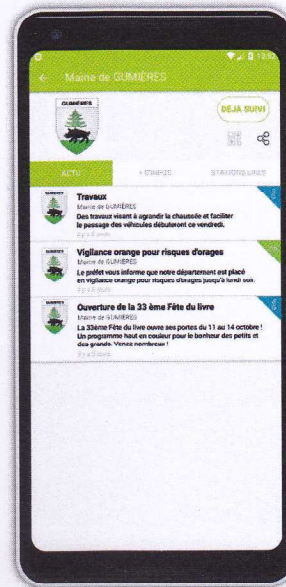 Mairie de GUMIÈRES
GUMIÈRES
DEJÀ SUIVI
ACTU
Travaux
Mairie de GUMIÈRES
Des travaux visant à agrandir la chaussée et faciliter
le passage des véhicules débuteront ce vendredi.
Vigilance orange pour risques d'orages
Mairie de GUMIÈRES
Le préfet vous informe que notre département est placé
en vigilance orange pour risques d'orages jusqu'à lundi soir.
Ouverture de la 33 ème Fête du livre
Mairie de GUMIÈRES
La 33ème Fête du livre ouvre ses portes du 11 au 14 octobre !
Un programme haut en couleur pour le bonheur des petits et
des grands. Venez nombreux !